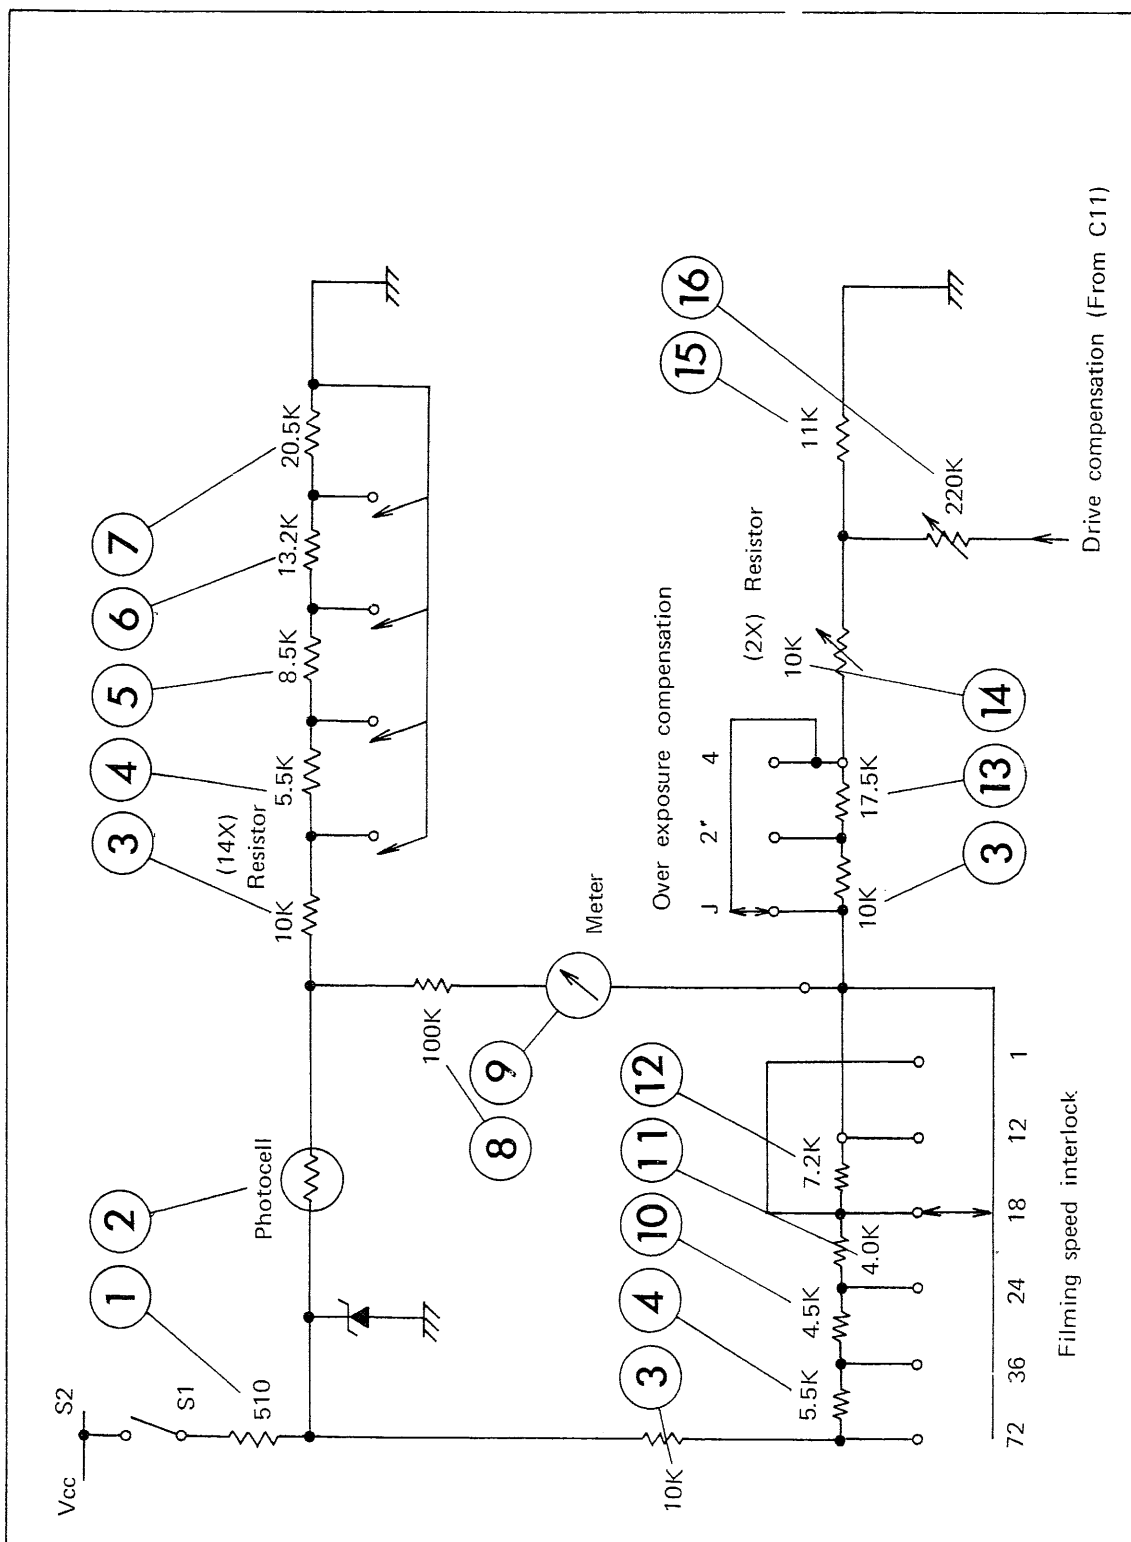 Vcc
S2
S1
510
1
2
Photocell
3
4
5
6
7
(14X)
Resistor
10K
5.5K
8.5K
13.2K
20.5K
8
9
100K
Meter
3
10K
4
10
11
12
5.5K
4.5K
4.0K
7.2K
72
36
24
18
12
1
Filming speed interlock
Over exposure compensation
J
2
4
10K
17.5K
3
13
14
(2X) Resistor
10K
15
16
11K
220K
Drive compensation (From C11)